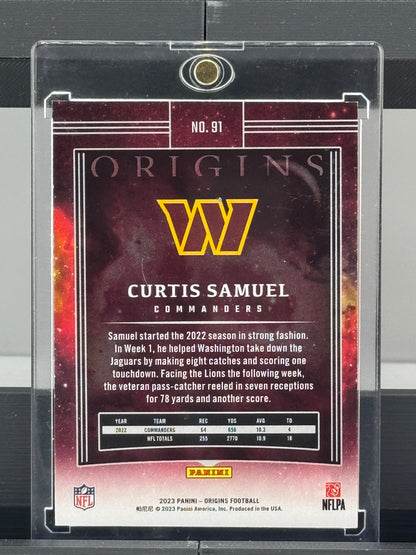 NO. 91
ORIGINS
W
CURTIS SAMUEL
COMMANDERS
Samuel started the 2022 season in strong fashion.
In Week 1, he helped Washington take down the
Jaguars by making eight catches and scoring one
touchdown. Facing the Lions the following week,
the veteran pass-catcher reeled in seven receptions
for 78 yards and another score.
YEAR TEAM REC YDS AVG TD
2022 COMMANDERS 64 656 10.3 4
NFL TOTALS 255 2770 10.9 18
PANINI
NFL
2023 PANINI – ORIGINS FOOTBALL
帕尼尼 © 2023 Panini America, Inc. Produced in the USA.
NFLPA